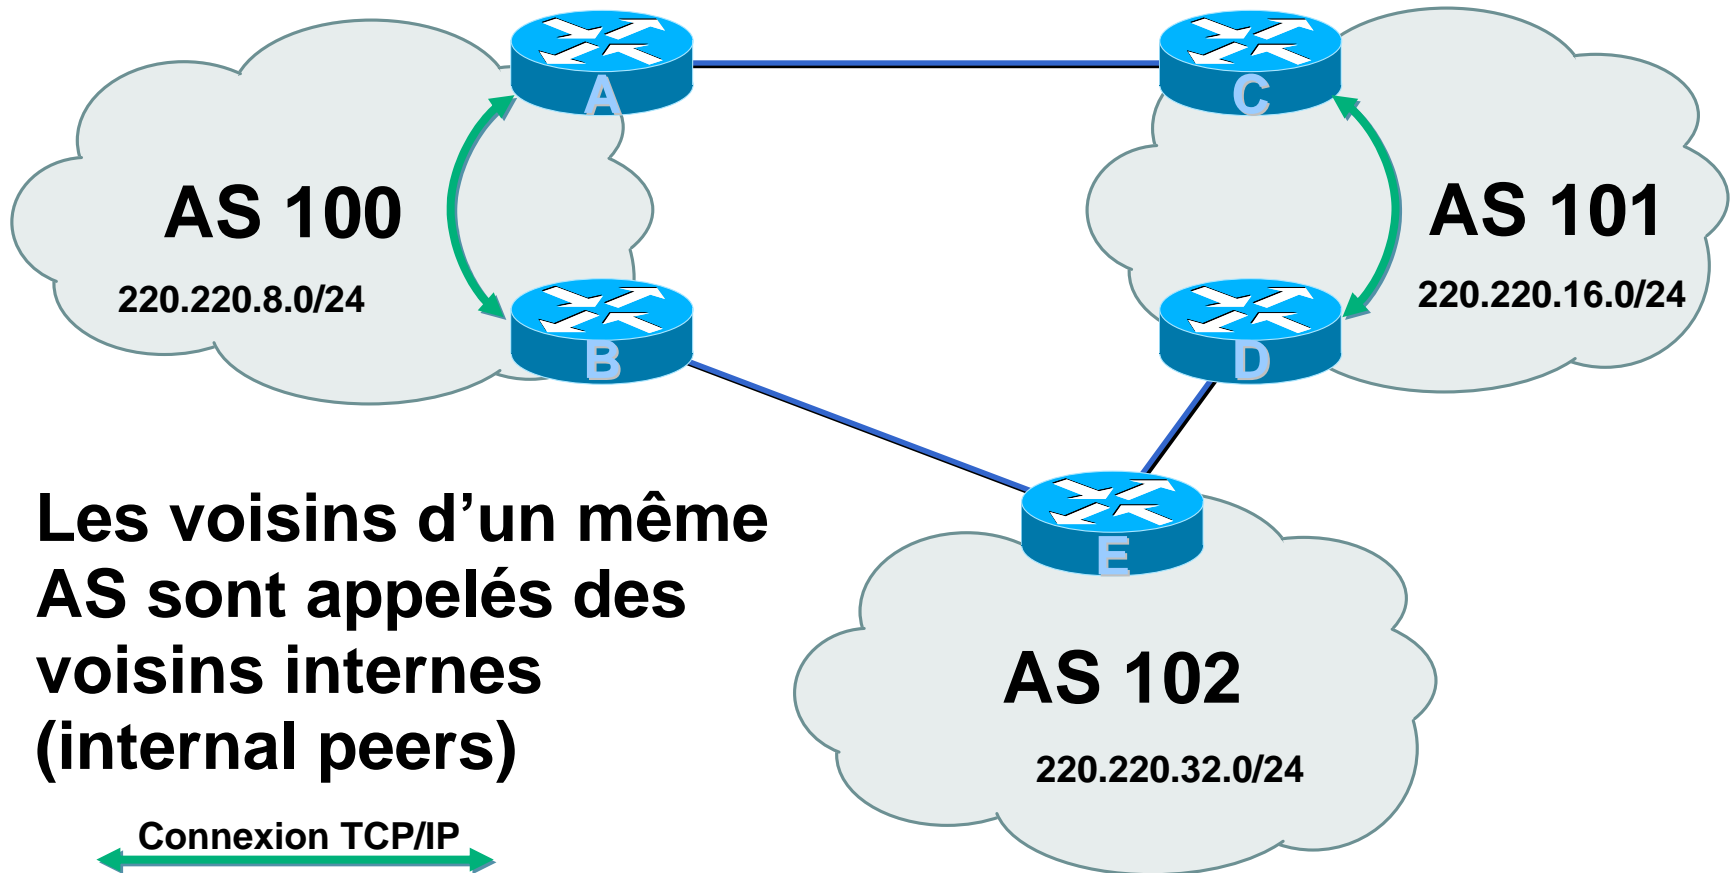 A
C
AS 100
AS 101
220.220.8.0/24
220.220.16.0/24
B
D
E
Les voisins d’un même
AS sont appelés des
voisins internes
(internal peers)
AS 102
220.220.32.0/24
Connexion TCP/IP